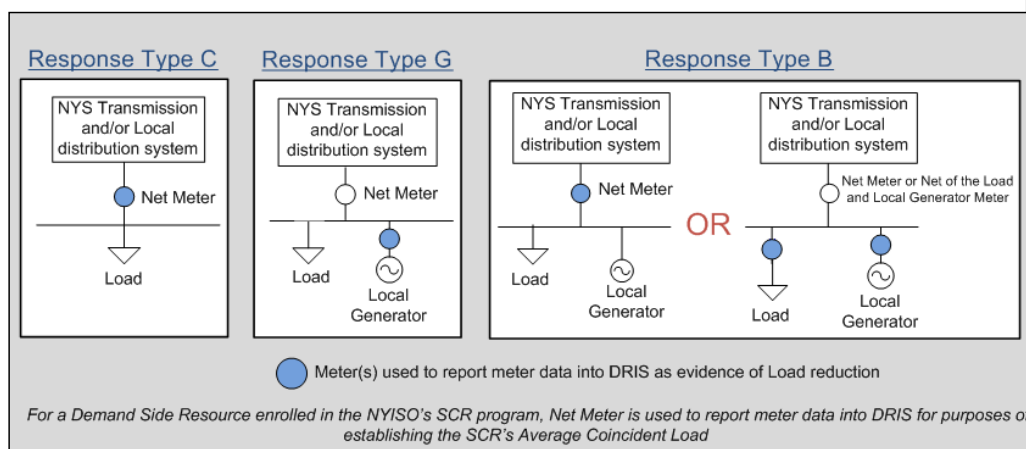 Response Type C
NYS Transmission
and/or Local
distribution system
Net Meter
Load
Response Type G
NYS Transmission
and/or Local
distribution system
Net Meter
Load
Local
Generator
Response Type B
NYS Transmission
and/or Local
distribution system
Net Meter
Load
Local
Generator
OR
NYS Transmission
and/or Local
distribution system
Net Meter or Net of the Load
and Local Generator Meter
Load
Local
Generator
Meter(s) used to report meter data into DRIS as evidence of Load reduction
For a Demand Side Resource enrolled in the NYISO's SCR program, Net Meter is used to report meter data into DRIS for purposes of
establishing the SCR's Average Coincident Load